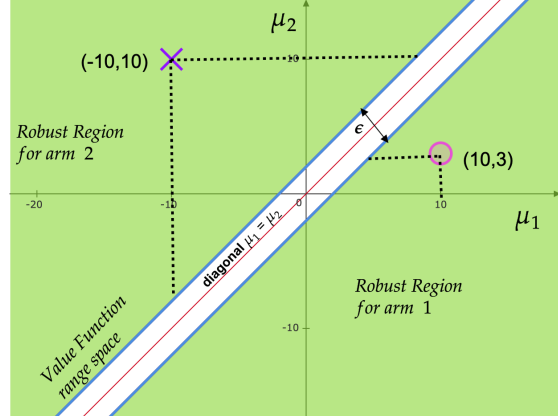 μ₂
(-10,10)
10
Robust Region
for arm 2
ϵ
(10,3)
-20
-10
0
10
μ₁
diagonal μ₁ = μ₂
Robust Region
for arm 1
Value Function
range space
-10